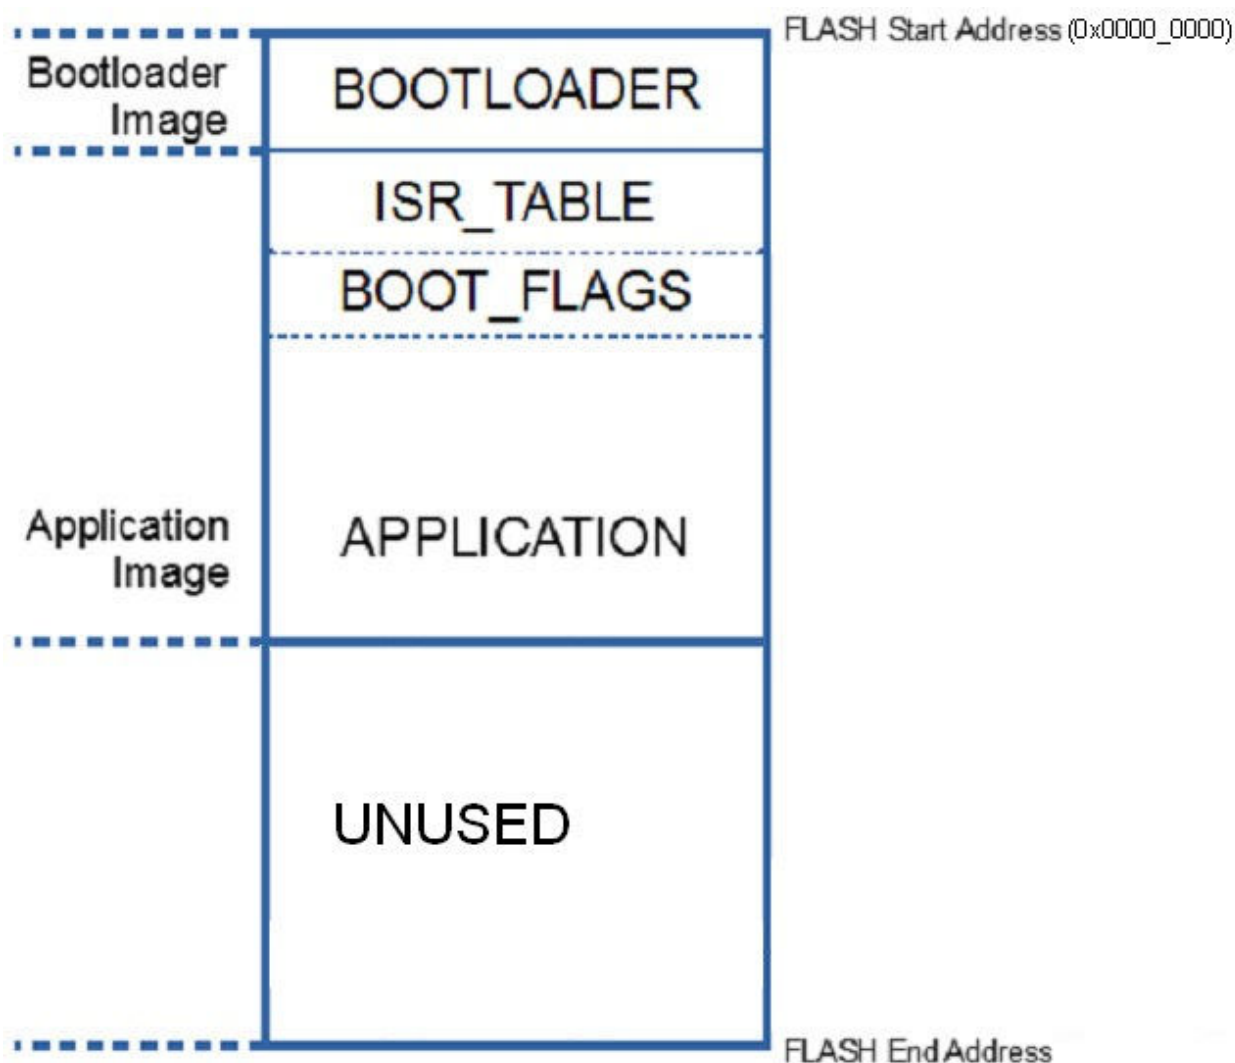 FLASH Start Address (0x0000_0000)
Bootloader
Image
BOOTLOADER
ISR_TABLE
BOOT_FLAGS
Application
Image
APPLICATION
UNUSED
FLASH End Address